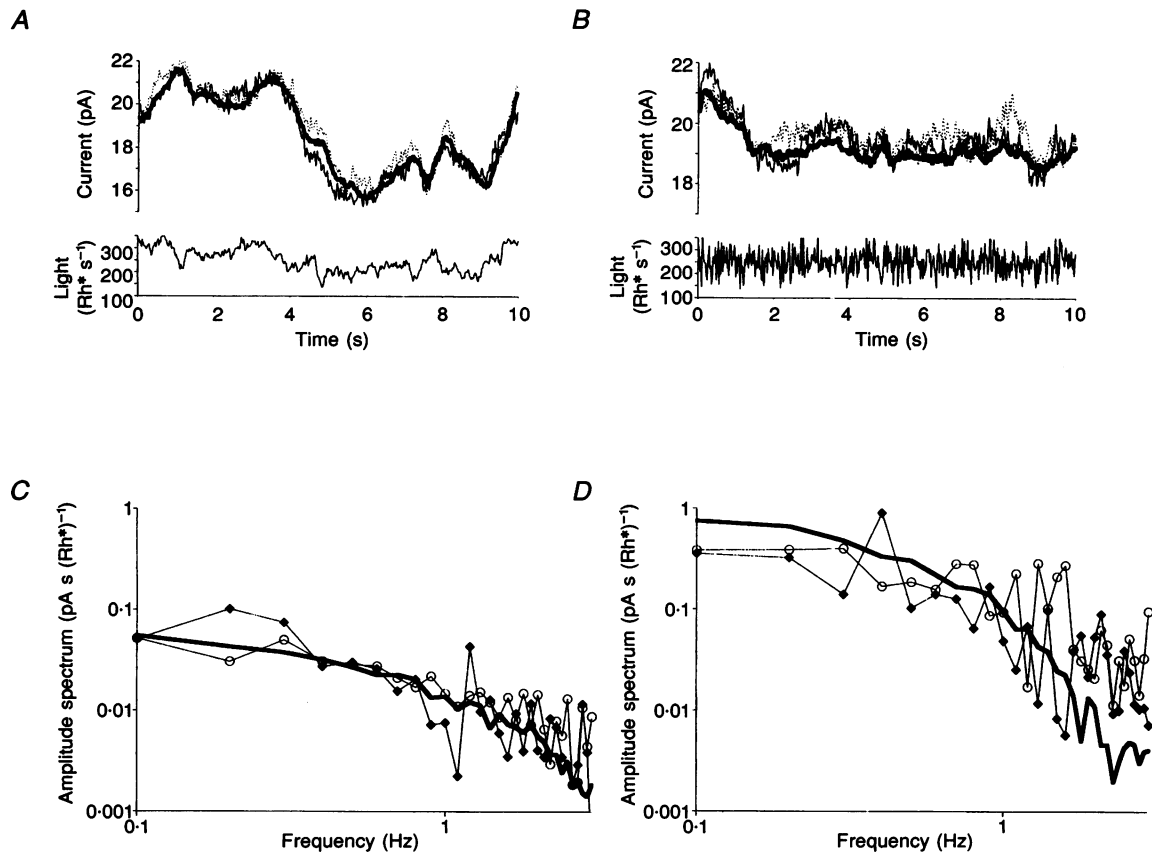 A
Current (pA)
22
20
18
16
Light
(Rh* s⁻¹)
300
200
100
0 2 4 6 8 10
Time (s)
B
Current (pA)
22
20
18
Light
(Rh* s⁻¹)
300
200
100
0 2 4 6 8 10
Time (s)
C
Amplitude spectrum (pA s (Rh*)⁻¹)
1
0·1
0·01
0·001
0·1 1
Frequency (Hz)
D
Amplitude spectrum (pA s (Rh*)⁻¹)
1
0·1
0·01
0·001
0·1 1
Frequency (Hz)